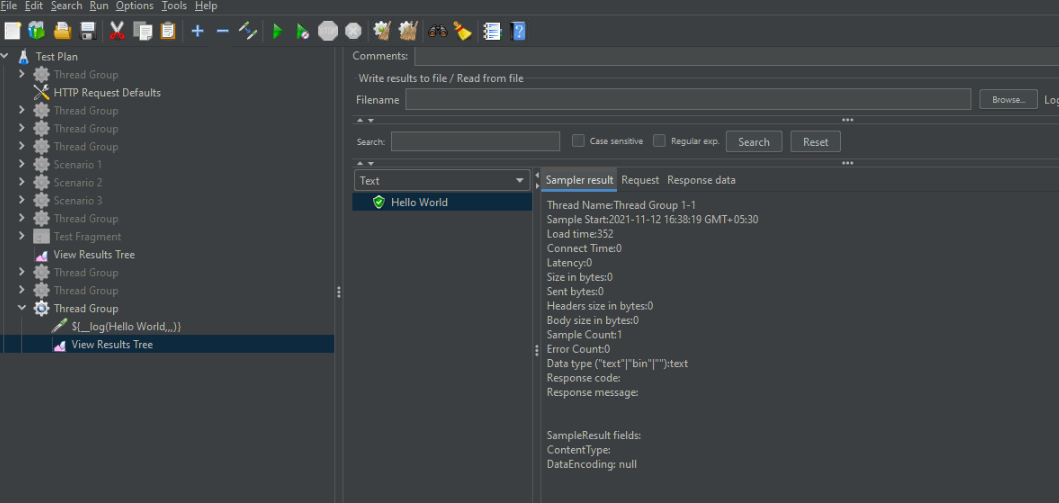 File Edit Search Run Options Tools Help
STOP
Test Plan
Thread Group
HTTP Request Defaults
Thread Group
Thread Group
Thread Group
Scenario 1
Scenario 2
Scenario 3
Thread Group
Test Fragment
View Results Tree
Thread Group
Thread Group
Thread Group
${__log(Hello World,,,)}
View Results Tree
Comments:
Write results to file / Read from file
Filename Browse... Log
Search: Case sensitive Regular exp. Search Reset
Text
Hello World
Sampler result Request Response data
Thread Name:Thread Group 1-1
Sample Start:2021-11-12 16:38:19 GMT+05:30
Load time:352
Connect Time:0
Latency:0
Size in bytes:0
Sent bytes:0
Headers size in bytes:0
Body size in bytes:0
Sample Count:1
Error Count:0
Data type ("text"|"bin"|""):text
Response code:
Response message:
SampleResult fields:
ContentType:
DataEncoding: null